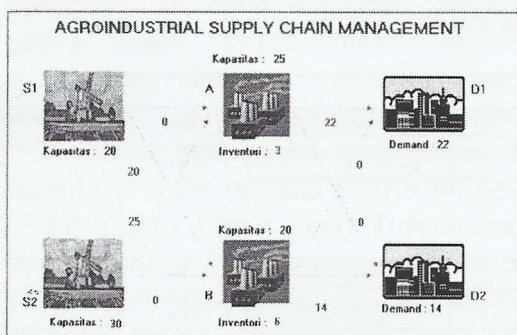 AGROINDUSTRIAL SUPPLY CHAIN MANAGEMENT
Kapasitas : 25
S1
A
D1
0
22
Kapasitas : 20
Inventori : 3
Demand : 22
20
0
25
Kapasitas : 20
0
S2
0
B
D2
14
Kapasitas : 30
Inventori : 6
Demand : 14